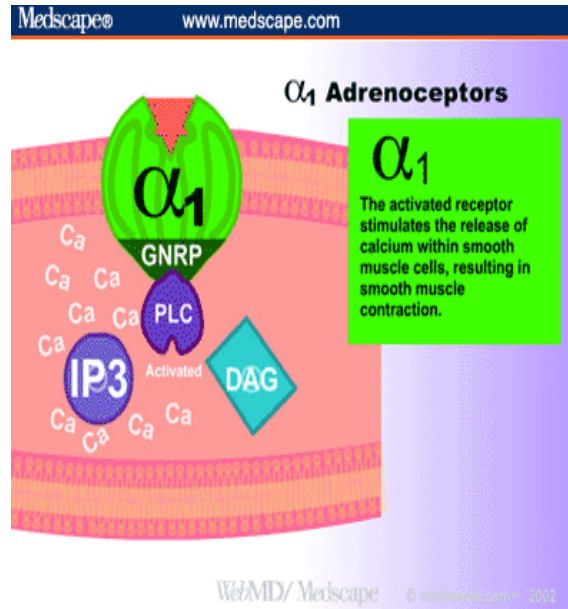 Medscape® www.medscape.com
α1 Adrenoceptors
α1
The activated receptor
stimulates the release of
calcium within smooth
muscle cells, resulting in
smooth muscle
contraction.
α1
GNRP
PLC
Activated
IP3
DAG
Ca
Ca
Ca
Ca
Ca
Ca
Ca
Ca
Ca
Ca
WebMD/ Medscape © medscape.com 2002